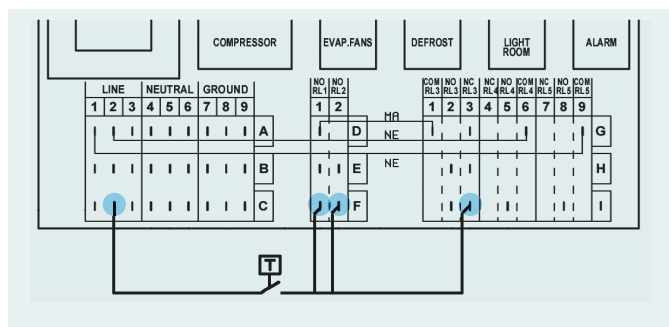 COMPRESSOR
EVAP.FANS
DEFROST
LIGHT
ROOM
ALARM
LINE NEUTRAL GROUND
1 2 3 4 5 6 7 8 9
A
B
C
NO NO
RL1 RL2
1 2
D
E
F
MA
NE
NE
COM NO NC NC NO COM NC NO COM
RL3 RL3 RL3 RL4 RL4 RL4 RL5 RL5 RL5
1 2 3 4 5 6 7 8 9
G
H
I
T